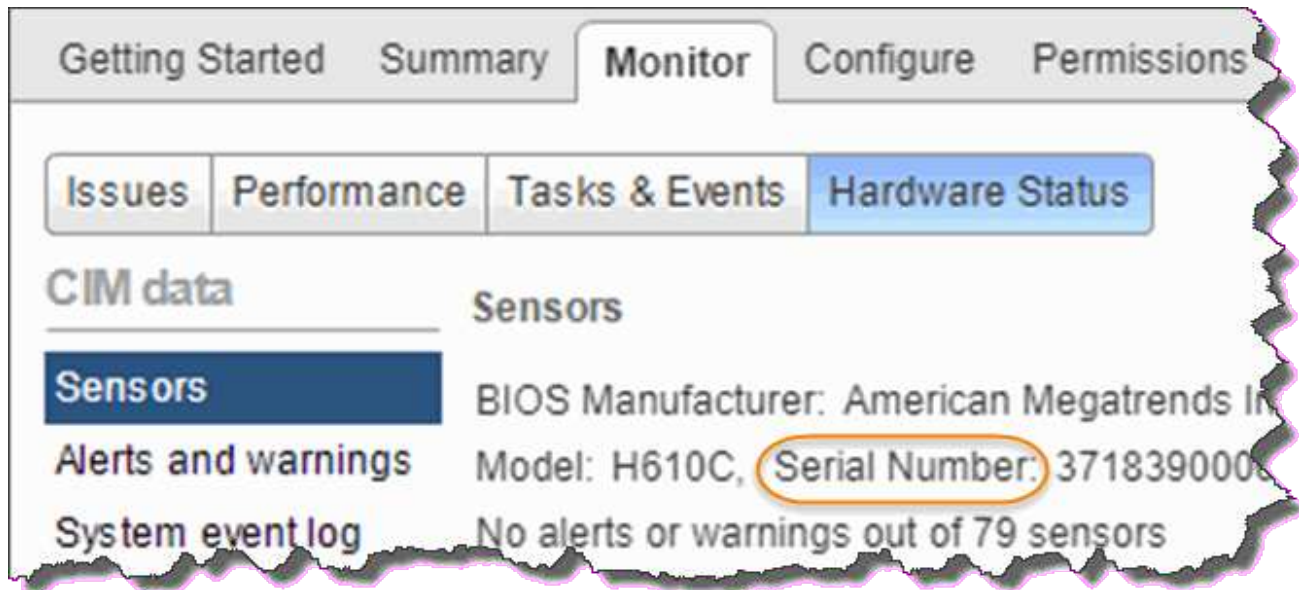 Getting Started Summary Monitor Configure Permissions
Issues Performance Tasks & Events Hardware Status
CIM data
Sensors
Sensors
BIOS Manufacturer: American Megatrends
Alerts and warnings
Model: H610C, Serial Number:
System event log
No alerts or warnings out of 79 sensors